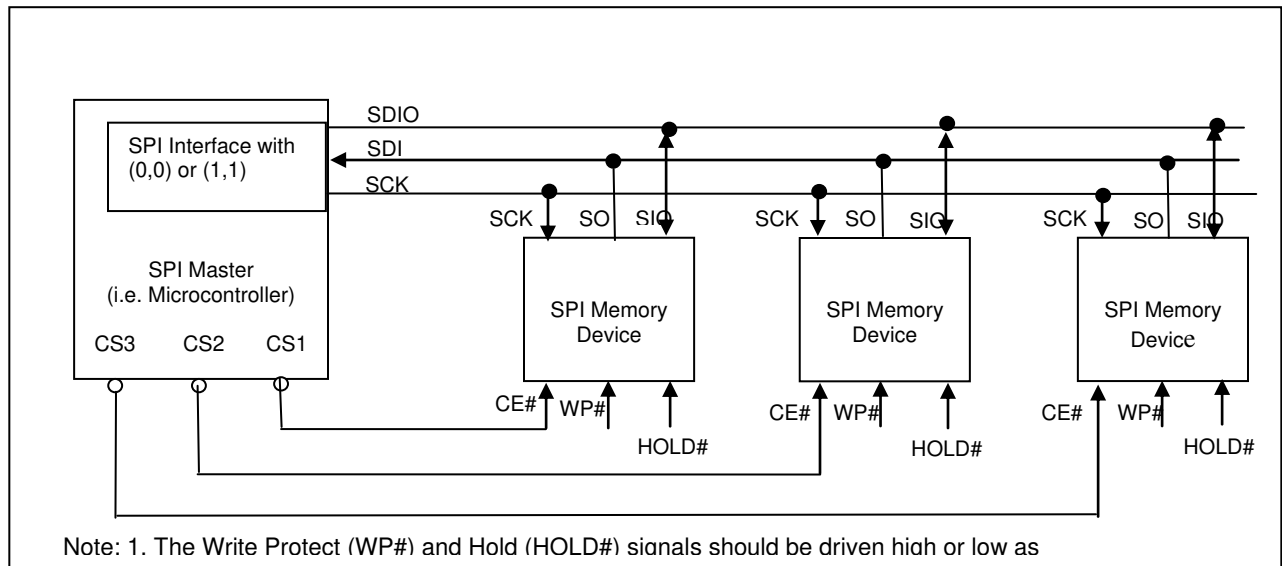 SDIO
SPI Interface with
(0,0) or (1,1)
SDI
SCK
SCK SO SIO SCK SO SIO SCK SO SIO
SPI Master
(i.e. Microcontroller)
SPI Memory
Device
SPI Memory
Device
SPI Memory
Device
CS3 CS2 CS1
CE# WP# HOLD#
CE# WP# HOLD#
CE# WP# HOLD#
Note: 1. The Write Protect (WP#) and Hold (HOLD#) signals should be driven high or low as